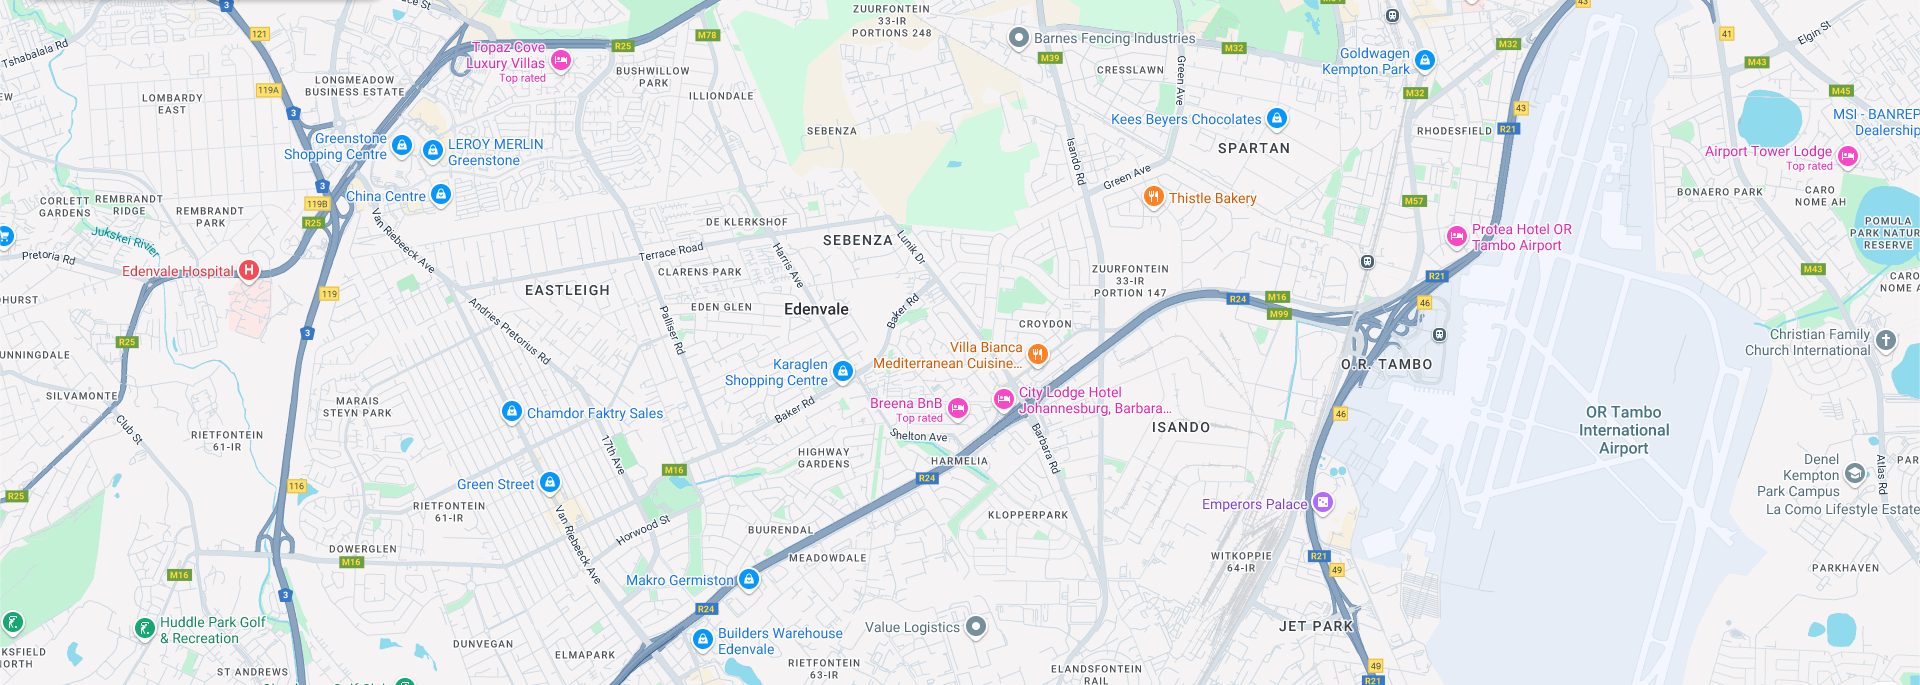 3
121
119A
Tshabalala Rd
LOMBARDY
EAST
LONGMEADOW
BUSINESS ESTATE
Topaz Cove
Luxury Villas
Top rated
R25
M78
BUSHWILLOW
PARK
ILLIONDALE
ZUURFONTEIN
33-IR
PORTIONS 248
Barnes Fencing Industries
M39
M32
CRESSLAWN
Green Ave
Goldwagen
Kempton Park
M32
M32
43
43
R21
41
Elgin St
M43
M45
MSI - BANREP
Dealership
RHODESFIELD
Kees Beyers Chocolates
SPARTAN
SEBENZA
Isando Rd
Green Ave
Thistle Bakery
Airport Tower Lodge
Top rated
BONAERO PARK
CARO
NOME AH
POMULA
PARK NATUR
RESERVE
M43
CARO
NOME A
3
Greenstone
Shopping Centre
LEROY MERLIN
Greenstone
China Centre
3
119B
R25
CORLETT
GARDENS
REMBRANDT
RIDGE
REMBRANDT
PARK
Jukskei Rivier
Pretoria Rd
Edenvale Hospital
DHURST
R25
UNNINGDALE
119
3
Van Riebeeck Ave
DE KLERKSHOF
Terrace Road
CLARENS PARK
Harris Ave
SEBENZA
Lunik Dr
EASTLEIGH
EDEN GLEN
Edenvale
Baker Rd
Andries Pretorius Rd
Palliser Rd
ZUURFONTEIN
33-IR
PORTION 147
CROYDON
R24
M16
M99
M57
Protea Hotel OR
Tambo Airport
R21
46
O.R. TAMBO
46
Christian Family
Church International
Villa Bianca
Mediterranean Cuisine...
Karaglen
Shopping Centre
Breena BnB
Top rated
City Lodge Hotel
Johannesburg, Barbara...
SILVAMONTE
Club St
MARAIS
STEYN PARK
Chamdor Faktry Sales
Baker Rd
Shelton Ave
Barbara Rd
ISANDO
OR Tambo
International
Airport
RIETFONTEIN
61-IR
17th Ave
HIGHWAY
GARDENS
HARMELIA
M16
R24
Denel
Kempton
Park Campus
Atlas Rd
PAR
La Como Lifestyle Estate
R25
116
Green Street
RIETFONTEIN
61-IR
Van Riebeeck Ave
Horwood St
BUURENDAL
KLOPPERPARK
Emperors Palace
DOWERGLEN
M16
M16
MEADOWDALE
WITKOPPIE
64-IR
R21
49
PARKHAVEN
3
Makro Germiston
R24
Huddle Park Golf
& Recreation
Builders Warehouse
Edenvale
Value Logistics
JET PARK
KSFIELD
NORTH
DUNVEGAN
ELMAPARK
ST ANDREWS
RIETFONTEIN
63-IR
ELANDSFONTEIN
RAIL
49
R21